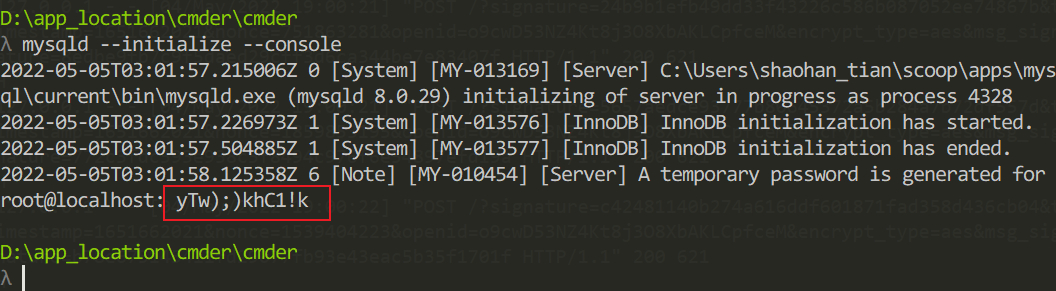 D:\app_location\cmder\cmder
λ mysqld --initialize --console
2022-05-05T03:01:57.215006Z 0 [System] [MY-013169] [Server] C:\Users\shaohan_tian\scoop\apps\mys
ql\current\bin\mysqld.exe (mysqld 8.0.29) initializing of server in progress as process 4328
2022-05-05T03:01:57.226973Z 1 [System] [MY-013576] [InnoDB] InnoDB initialization has started.
2022-05-05T03:01:57.504885Z 1 [System] [MY-013577] [InnoDB] InnoDB initialization has ended.
2022-05-05T03:01:58.125358Z 6 [Note] [MY-010454] [Server] A temporary password is generated for
root@localhost: yTw);)khC1!k
D:\app_location\cmder\cmder
λ